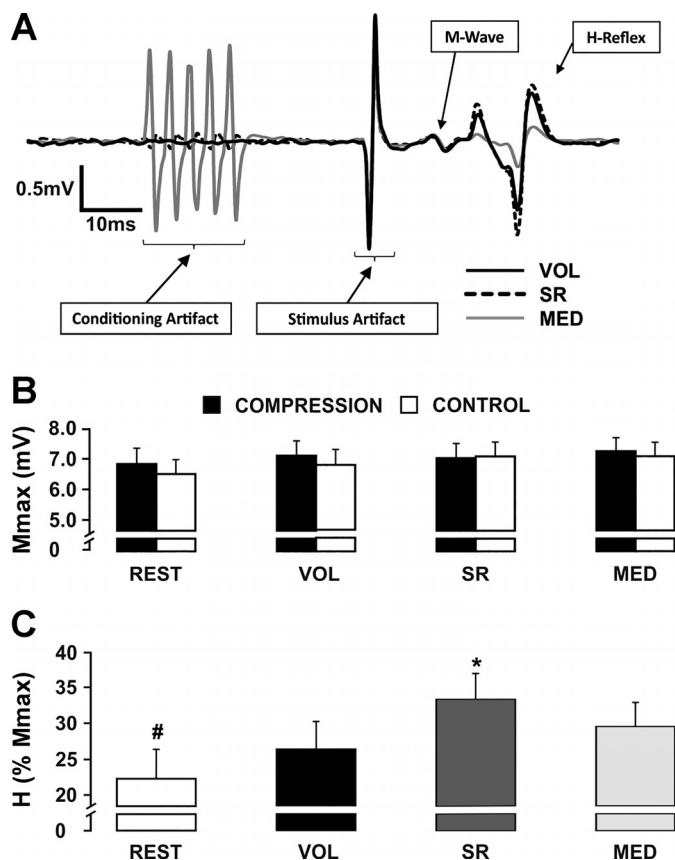 A
M-Wave
H-Reflex
0.5mV
10ms
Conditioning Artifact
Stimulus Artifact
VOL
SR
MED
B
COMPRESSION CONTROL
Mmax (mV)
8.0
7.0
6.0
5.0
0
REST VOL SR MED
C
H (% Mmax)
40
35
30
25
20
0
#
*
REST VOL SR MED